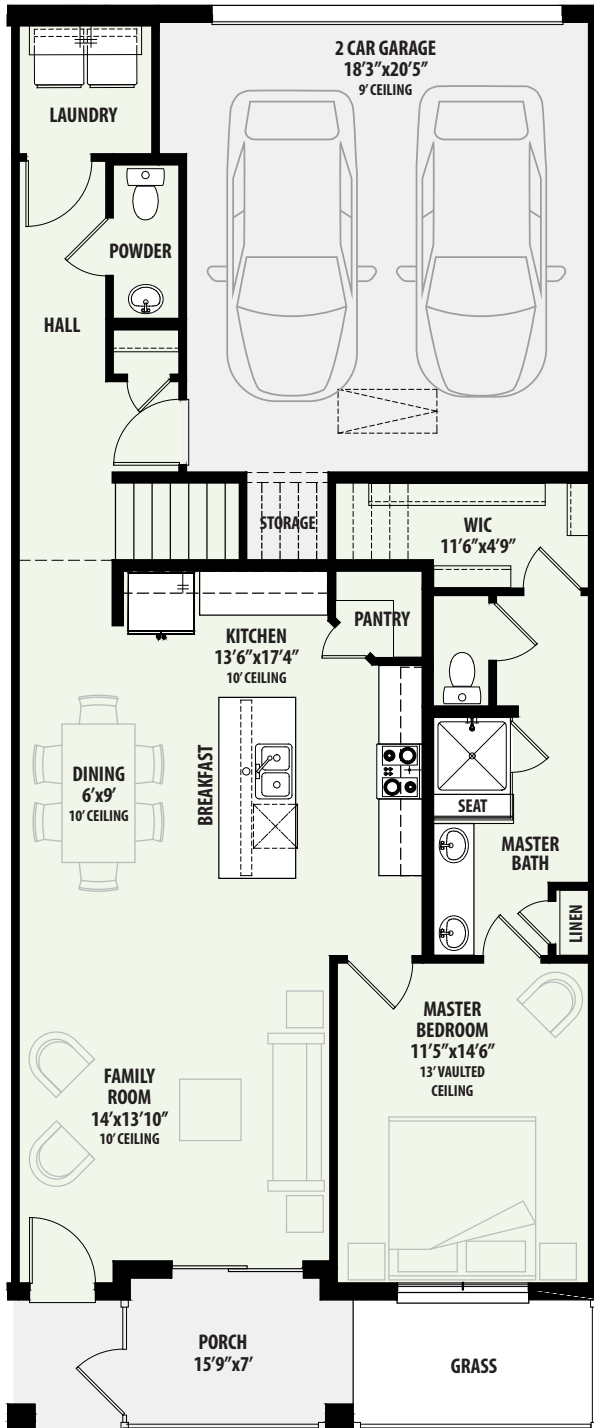 2 CAR GARAGE
18'3"x20'5"
9' CEILING
LAUNDRY
POWDER
HALL
STORAGE
WIC
11'6"x4'9"
KITCHEN
13'6"x17'4"
10' CEILING
PANTRY
DINING
6'x9'
10' CEILING
BREAKFAST
SEAT
MASTER
BATH
LINEN
MASTER
BEDROOM
11'5"x14'6"
13' VAULTED
CEILING
FAMILY
ROOM
14'x13'10"
10' CEILING
PORCH
15'9"x7'
GRASS